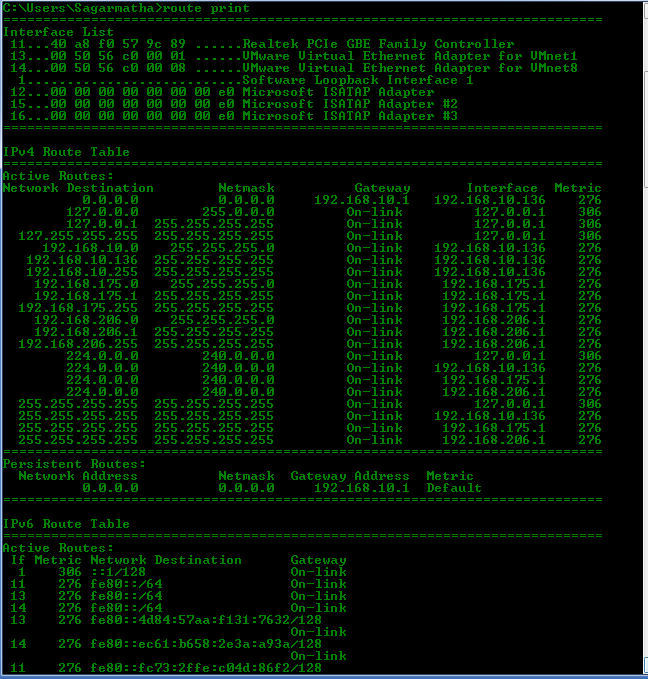 C:\Users\Sagarmatha>route print
===========================================================================
Interface List
 11...40 a8 f0 57 9c 89 ......Realtek PCIe GBE Family Controller
 13...00 50 56 c0 00 01 ......VMware Virtual Ethernet Adapter for VMnet1
 14...00 50 56 c0 00 08 ......VMware Virtual Ethernet Adapter for VMnet8
  1...........................Software Loopback Interface 1
 12...00 00 00 00 00 00 00 e0 Microsoft ISATAP Adapter
 15...00 00 00 00 00 00 00 e0 Microsoft ISATAP Adapter #2
 16...00 00 00 00 00 00 00 e0 Microsoft ISATAP Adapter #3
===========================================================================
IPv4 Route Table
===========================================================================
Active Routes:
Network Destination        Netmask          Gateway       Interface  Metric
          0.0.0.0          0.0.0.0     192.168.10.1   192.168.10.136    276
        127.0.0.0        255.0.0.0         On-link         127.0.0.1    306
        127.0.0.1  255.255.255.255         On-link         127.0.0.1    306
  127.255.255.255  255.255.255.255         On-link         127.0.0.1    306
     192.168.10.0    255.255.255.0         On-link    192.168.10.136    276
   192.168.10.136  255.255.255.255         On-link    192.168.10.136    276
   192.168.10.255  255.255.255.255         On-link    192.168.10.136    276
    192.168.175.0    255.255.255.0         On-link     192.168.175.1    276
    192.168.175.1  255.255.255.255         On-link     192.168.175.1    276
  192.168.175.255  255.255.255.255         On-link     192.168.175.1    276
    192.168.206.0    255.255.255.0         On-link     192.168.206.1    276
    192.168.206.1  255.255.255.255         On-link     192.168.206.1    276
  192.168.206.255  255.255.255.255         On-link     192.168.206.1    276
        224.0.0.0        240.0.0.0         On-link         127.0.0.1    306
        224.0.0.0        240.0.0.0         On-link    192.168.10.136    276
        224.0.0.0        240.0.0.0         On-link     192.168.175.1    276
        224.0.0.0        240.0.0.0         On-link     192.168.206.1    276
  255.255.255.255  255.255.255.255         On-link         127.0.0.1    306
  255.255.255.255  255.255.255.255         On-link    192.168.10.136    276
  255.255.255.255  255.255.255.255         On-link     192.168.175.1    276
  255.255.255.255  255.255.255.255         On-link     192.168.206.1    276
===========================================================================
Persistent Routes:
  Network Address          Netmask  Gateway Address  Metric
          0.0.0.0          0.0.0.0     192.168.10.1  Default
===========================================================================
IPv6 Route Table
===========================================================================
Active Routes:
 If Metric Network Destination      Gateway
  1    306 ::1/128                  On-link
 11    276 fe80::/64                On-link
 13    276 fe80::/64                On-link
 14    276 fe80::/64                On-link
 13    276 fe80::4d84:57aa:f131:7632/128
                                    On-link
 14    276 fe80::ec61:b658:2e3a:a93a/128
                                    On-link
 11    276 fe80::fc73:2ffe:c04d:86f2/128